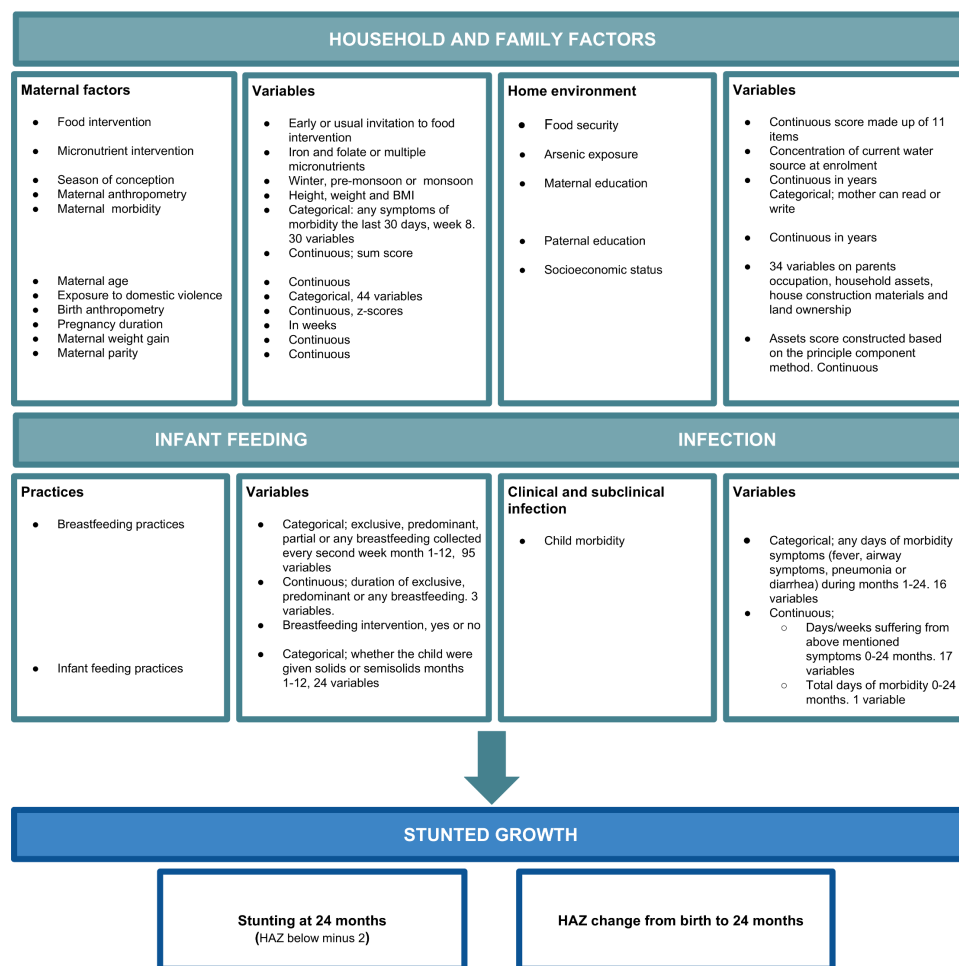 HOUSEHOLD AND FAMILY FACTORS
Maternal factors
● Food intervention
● Micronutrient intervention
● Season of conception
● Maternal anthropometry
● Maternal morbidity
● Maternal age
● Exposure to domestic violence
● Birth anthropometry
● Pregnancy duration
● Maternal weight gain
● Maternal parity
Variables
● Early or usual invitation to food
intervention
● Iron and folate or multiple
micronutrients
● Winter, pre-monsoon or monsoon
● Height, weight and BMI
● Categorical: any symptoms of
morbidity the last 30 days, week 8.
30 variables
● Continuous; sum score
● Continuous
● Categorical, 44 variables
● Continuous, z-scores
● In weeks
● Continuous
● Continuous
Home environment
● Food security
● Arsenic exposure
● Maternal education
● Paternal education
● Socioeconomic status
Variables
● Continuous score made up of 11
items
● Concentration of current water
source at enrolment
● Continuous in years
Categorical; mother can read or
write
● Continuous in years
● 34 variables on parents
occupation, household assets,
house construction materials and
land ownership
● Assets score constructed based
on the principle component
method. Continuous
INFANT FEEDING
INFECTION
Practices
● Breastfeeding practices
● Infant feeding practices
Variables
● Categorical; exclusive, predominant,
partial or any breastfeeding collected
every second week month 1-12, 95
variables
● Continuous; duration of exclusive,
predominant or any breastfeeding. 3
variables.
● Breastfeeding intervention, yes or no
● Categorical; whether the child were
given solids or semisolids months
1-12, 24 variables
Clinical and subclinical
infection
● Child morbidity
Variables
● Categorical; any days of morbidity
symptoms (fever, airway
symptoms, pneumonia or
diarrhea) during months 1-24. 16
variables
● Continuous;
○ Days/weeks suffering from
above mentioned
symptoms 0-24 months. 17
variables
○ Total days of morbidity 0-24
months. 1 variable
STUNTED GROWTH
Stunting at 24 months
(HAZ below minus 2)
HAZ change from birth to 24 months